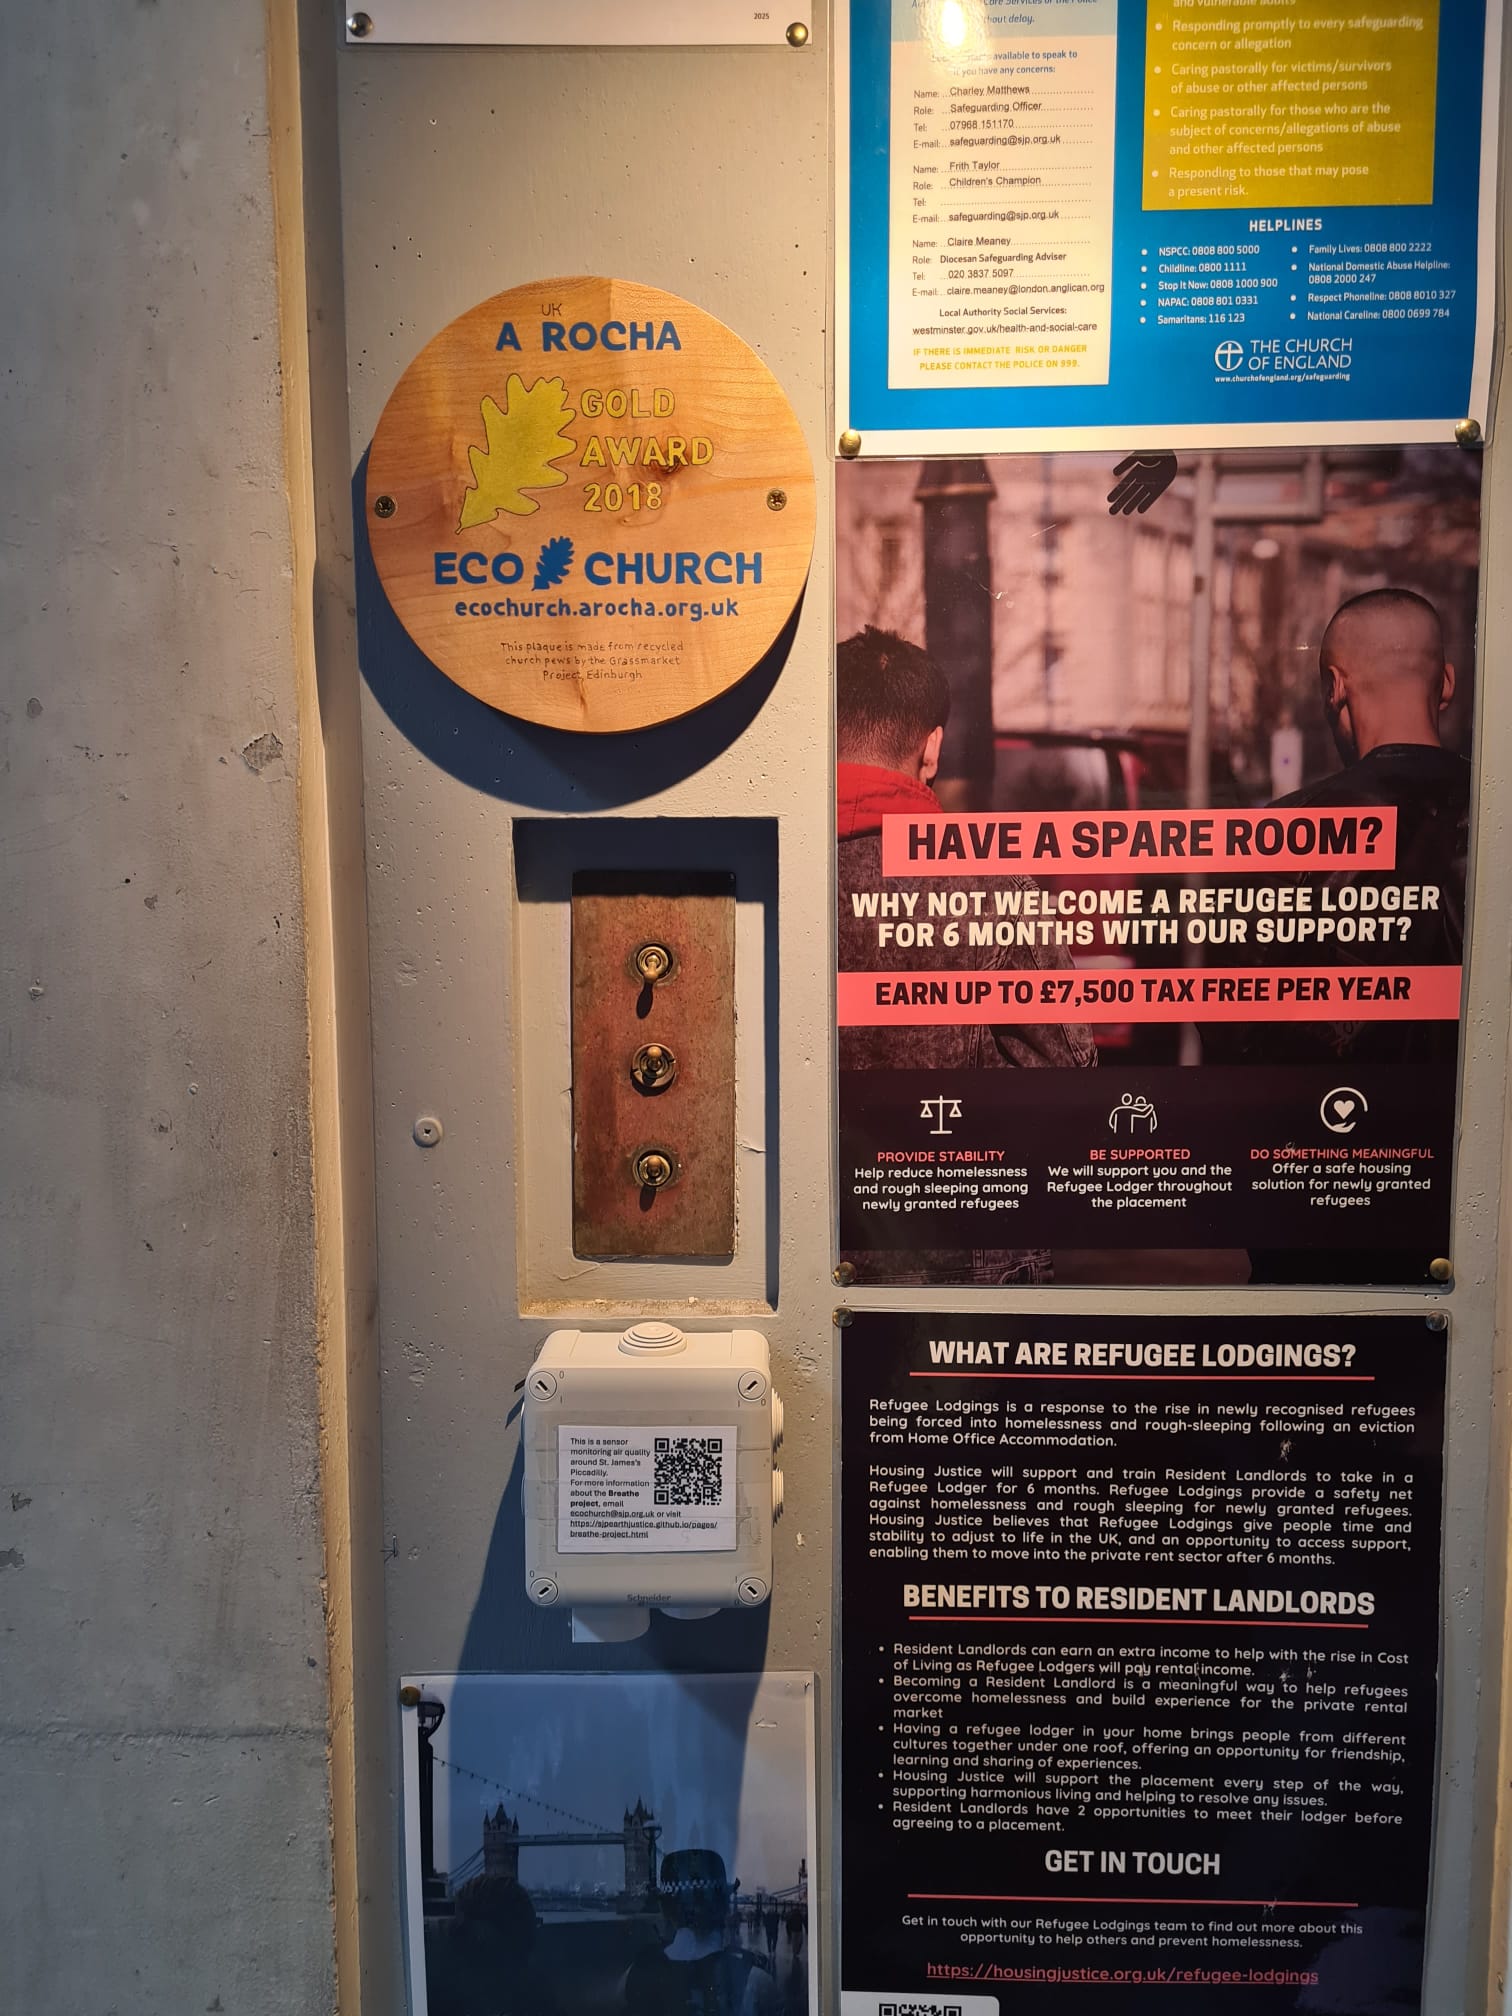 2025
UK
A ROCHA
GOLD
AWARD
2018
ECO CHURCH
ecochurch.arocha.org.uk
This plaque is made from recycled
church pews by the Grassmarket
Project, Edinburgh
This is a sensor
monitoring air quality
around St. James's
Piccadilly.
For more information
about the Breathe
project, email
ecochurch@sjp.org.uk or visit
https://sjpearthjustice.github.io/pages/
breathe-project.html
Schneider
Care Services or the Police
hout delay.
available to speak to
if you have any concerns:
Name: Charley Matthews
Role: Safeguarding Officer
Tel: 07968 151170
E-mail: safeguarding@sjp.org.uk
Name: Frith Taylor
Role: Children's Champion
Tel:
E-mail: safeguarding@sjp.org.uk
Name: Claire Meaney
Role: Diocesan Safeguarding Adviser
Tel: 020 3837 5097
E-mail: claire.meaney@london.anglican.org
Local Authority Social Services:
westminster.gov.uk/health-and-social-care
IF THERE IS IMMEDIATE RISK OR DANGER
PLEASE CONTACT THE POLICE ON 999.
and vulnerable adults
• Responding promptly to every safeguarding
concern or allegation
• Caring pastorally for victims/survivors
of abuse or other affected persons
• Caring pastorally for those who are the
subject of concerns/allegations of abuse
and other affected persons
• Responding to those that may pose
a present risk.
HELPLINES
• NSPCC: 0808 800 5000
• Childline: 0800 1111
• Stop It Now: 0808 1000 900
• NAPAC: 0808 801 0331
• Samaritans: 116 123
• Family Lives: 0808 800 2222
• National Domestic Abuse Helpline:
0808 2000 247
• Respect Phoneline: 0808 8010 327
• National Careline: 0800 0699 784
THE CHURCH
OF ENGLAND
www.churchofengland.org/safeguarding
HAVE A SPARE ROOM?
WHY NOT WELCOME A REFUGEE LODGER
FOR 6 MONTHS WITH OUR SUPPORT?
EARN UP TO £7,500 TAX FREE PER YEAR
PROVIDE STABILITY
Help reduce homelessness
and rough sleeping among
newly granted refugees
BE SUPPORTED
We will support you and the
Refugee Lodger throughout
the placement
DO SOMETHING MEANINGFUL
Offer a safe housing
solution for newly granted
refugees
WHAT ARE REFUGEE LODGINGS?
Refugee Lodgings is a response to the rise in newly recognised refugees
being forced into homelessness and rough-sleeping following an eviction
from Home Office Accommodation.
Housing Justice will support and train Resident Landlords to take in a
Refugee Lodger for 6 months. Refugee Lodgings provide a safety net
against homelessness and rough sleeping for newly granted refugees.
Housing Justice believes that Refugee Lodgings give people time and
stability to adjust to life in the UK, and an opportunity to access support,
enabling them to move into the private rent sector after 6 months.
BENEFITS TO RESIDENT LANDLORDS
• Resident Landlords can earn an extra income to help with the rise in Cost
of Living as Refugee Lodgers will pay rental income.
• Becoming a Resident Landlord is a meaningful way to help refugees
overcome homelessness and build experience for the private rental
market
• Having a refugee lodger in your home brings people from different
cultures together under one roof, offering an opportunity for friendship,
learning and sharing of experiences.
• Housing Justice will support the placement every step of the way,
supporting harmonious living and helping to resolve any issues.
• Resident Landlords have 2 opportunities to meet their lodger before
agreeing to a placement.
GET IN TOUCH
Get in touch with our Refugee Lodgings team to find out more about this
opportunity to help others and prevent homelessness.
https://housingjustice.org.uk/refugee-lodgings